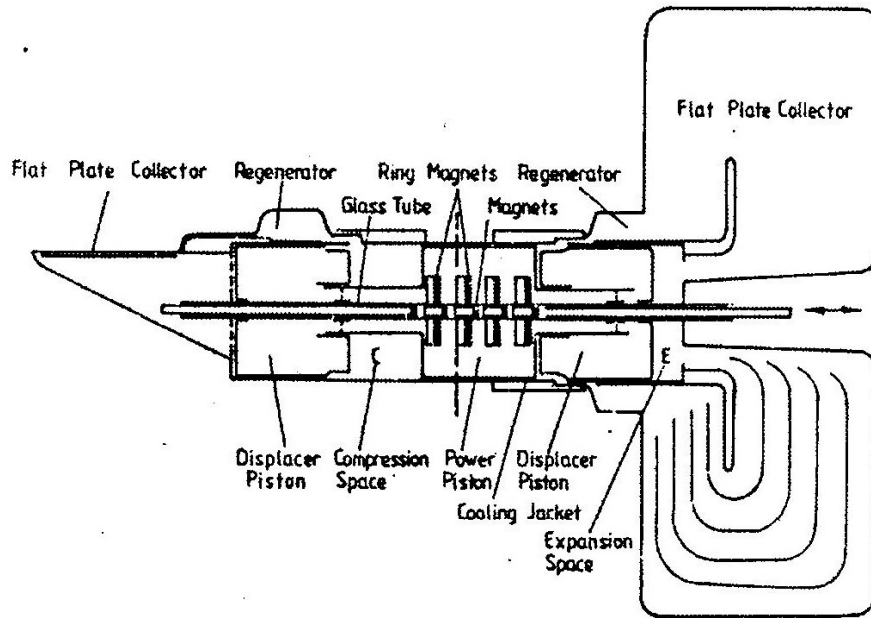 Flat Plate Collector
Flat Plate Collector
Regenerator
Ring Magnets
Regenerator
Glass Tube
Magnets
C
E
Displacer
Piston
Compression
Space
Power
Piston
Displacer
Piston
Cooling Jacket
Expansion
Space